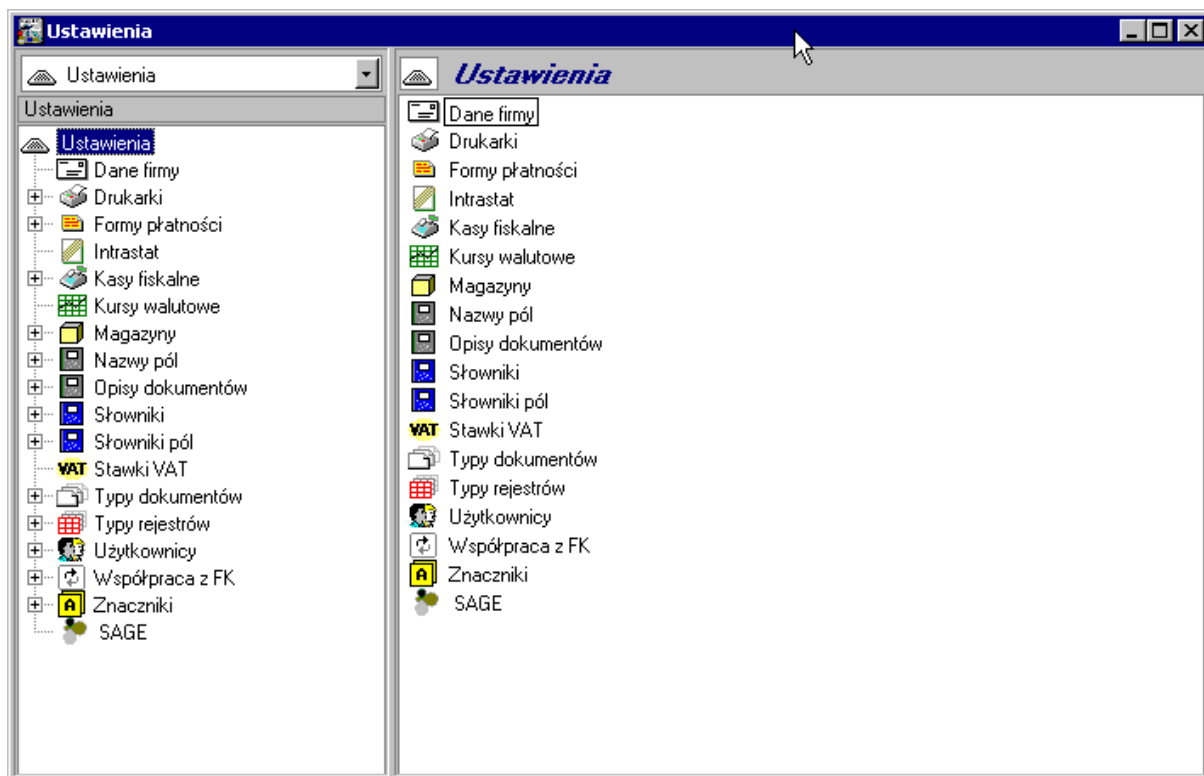 Ustawienia
Ustawienia
Ustawienia
Ustawienia
Dane firmy
Drukarki
Formy płatności
Intrastat
Kasy fiskalne
Kursy walutowe
Magazyny
Nazwy pól
Opisy dokumentów
Słowniki
Słowniki pól
VAT Stawki VAT
Typy dokumentów
Typy rejestrów
Użytkownicy
Współpraca z FK
A Znaczniki
SAGE
Ustawienia
Dane firmy
Drukarki
Formy płatności
Intrastat
Kasy fiskalne
Kursy walutowe
Magazyny
Nazwy pól
Opisy dokumentów
Słowniki
Słowniki pól
VAT Stawki VAT
Typy dokumentów
Typy rejestrów
Użytkownicy
Współpraca z FK
A Znaczniki
SAGE